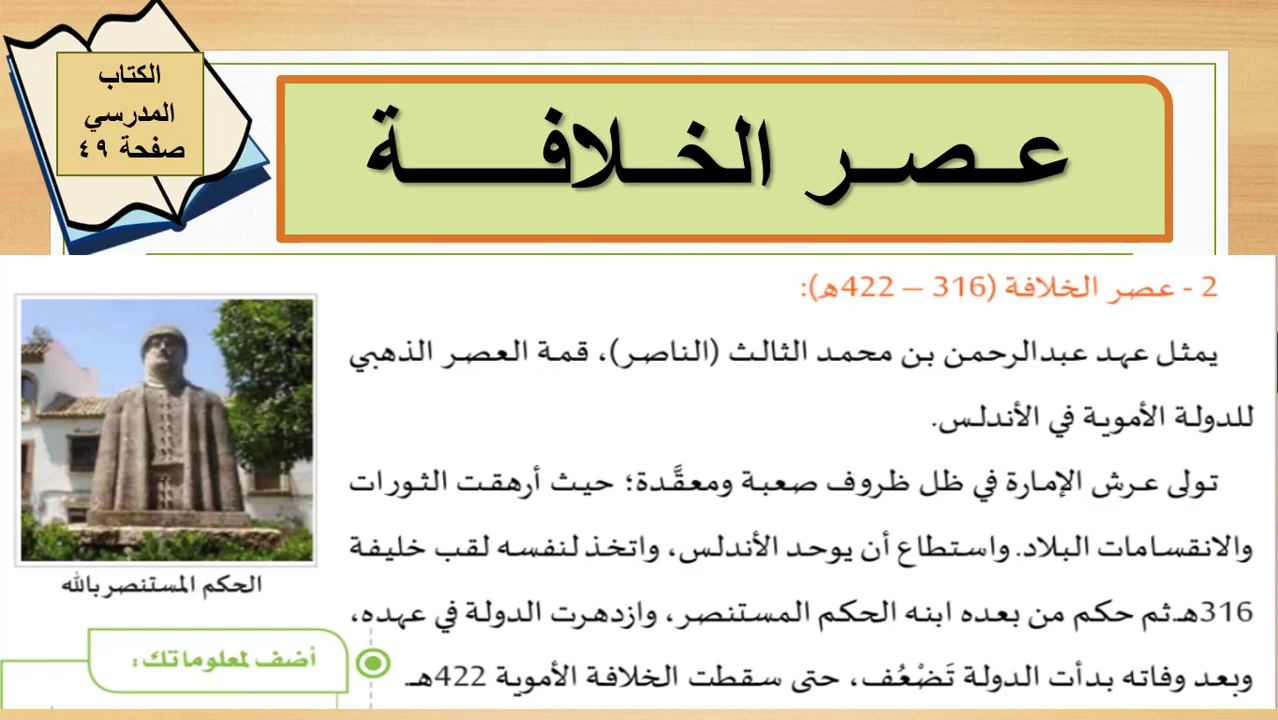 الكتاب
المدرسي
صفحة ٤٩
عصر الخلافة
2 - عصر الخلافة (316 – 422هـ):
يمثل عهد عبدالرحمن بن محمد الثالث (الناصر)، قمة العصر الذهبي
للدولة الأموية في الأندلس.
تولى عرش الإمارة في ظل ظروف صعبة ومعقَّدة؛ حيث أرهقت الثورات
والانقسامات البلاد. واستطاع أن يوحد الأندلس، واتخذ لنفسه لقب خليفة
316هـ.ثم حكم من بعده ابنه الحكم المستنصر، وازدهرت الدولة في عهده،
وبعد وفاته بدأت الدولة تَضْعُف، حتى سقطت الخلافة الأموية 422هـ.
الحكم المستنصر بالله
أضف لمعلوماتك: